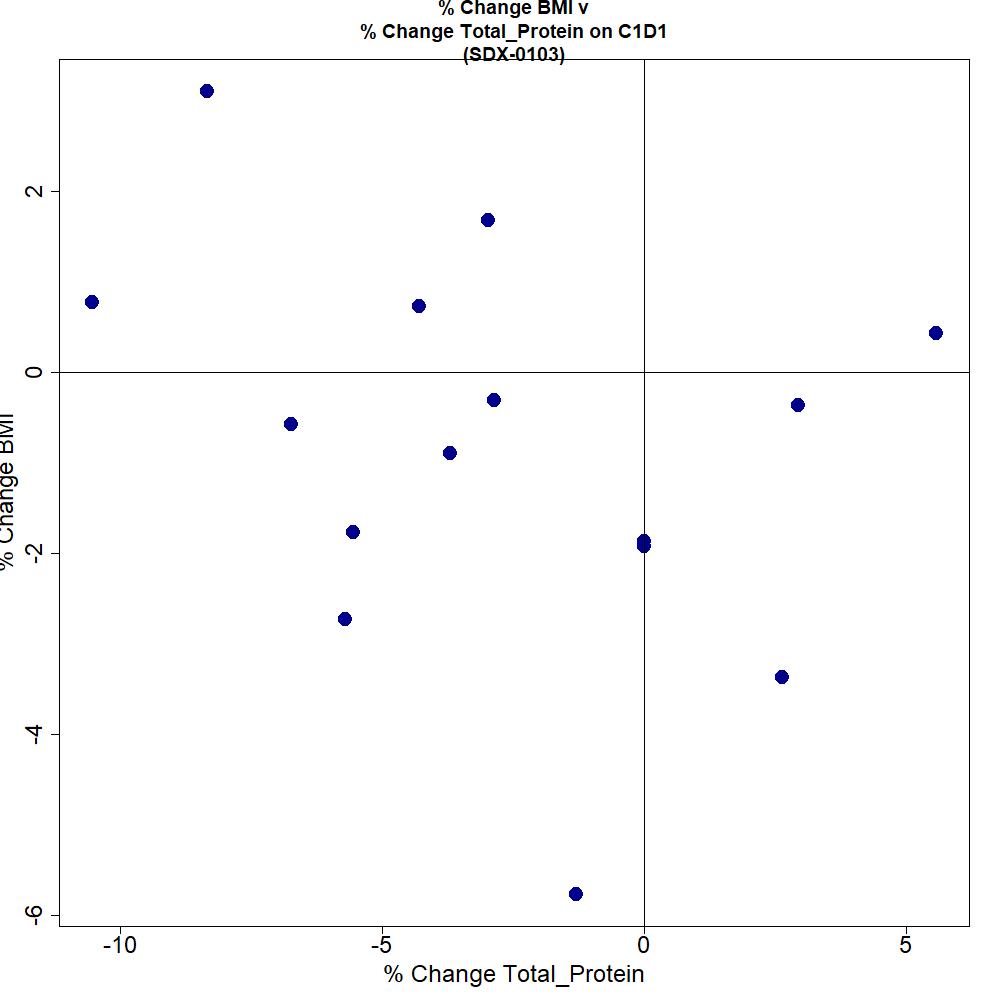 % Change BMI v
% Change Total_Protein on C1D1
(SDX-0103)
2
0
-2
-4
-6
% Change BMI
-10
-5
0
5
% Change Total_Protein